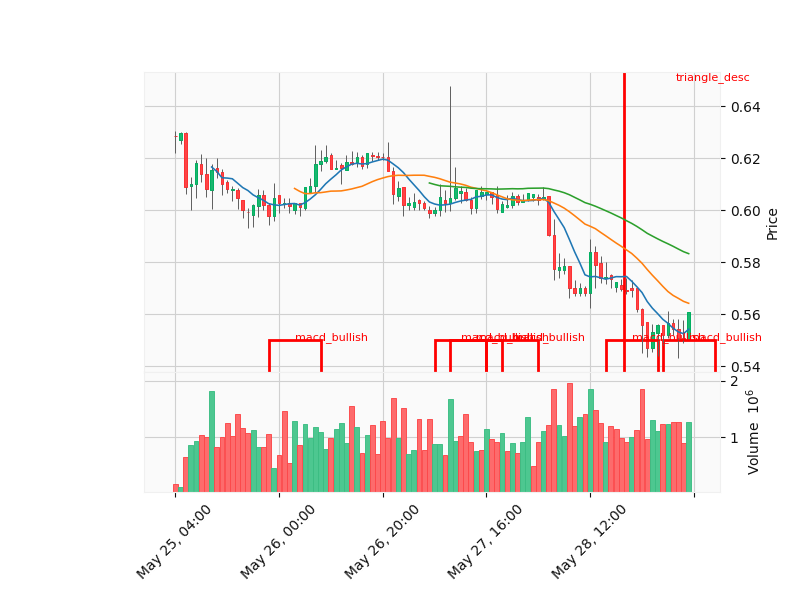 triangle_desc
0.64
0.62
0.60
0.58
0.56
0.54
Price
macd_bullish
macd_bullish
macd_bullish
2
1
Volume 10^6
May 25, 04:00
May 26, 00:00
May 26, 20:00
May 27, 16:00
May 28, 12:00